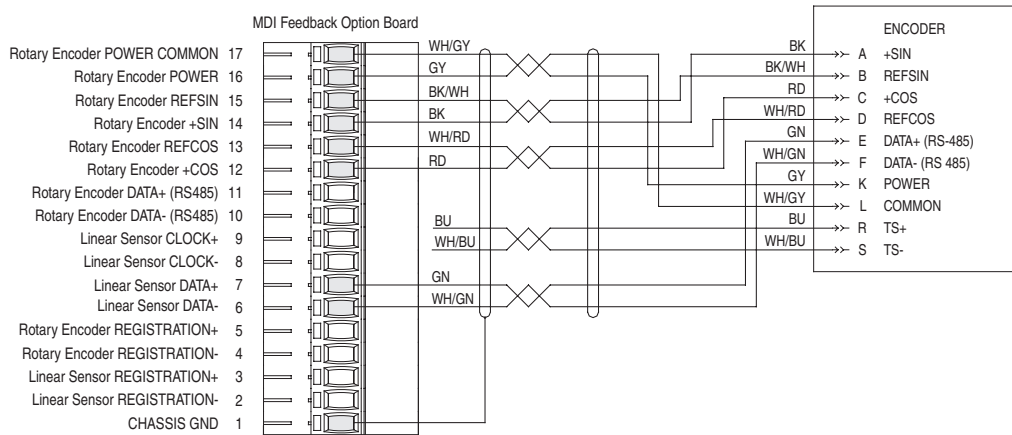 MDI Feedback Option Board
Rotary Encoder POWER COMMON 17
Rotary Encoder POWER 16
Rotary Encoder REFSIN 15
Rotary Encoder +SIN 14
Rotary Encoder REFCOS 13
Rotary Encoder +COS 12
Rotary Encoder DATA+ (RS485) 11
Rotary Encoder DATA- (RS485) 10
Linear Sensor CLOCK+ 9
Linear Sensor CLOCK- 8
Linear Sensor DATA+ 7
Linear Sensor DATA- 6
Rotary Encoder REGISTRATION+ 5
Rotary Encoder REGISTRATION- 4
Linear Sensor REGISTRATION+ 3
Linear Sensor REGISTRATION- 2
CHASSIS GND 1
WH/GY
GY
BK/WH
BK
WH/RD
RD
BU
WH/BU
GN
WH/GN
ENCODER
BK A +SIN
BK/WH B REFSIN
RD C +COS
WH/RD D REFCOS
GN E DATA+ (RS-485)
WH/GN F DATA- (RS 485)
GY K POWER
WH/GY L COMMON
BU R TS+
WH/BU S TS-